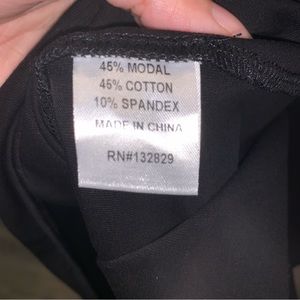 45% MODAL
45% COTTON
10% SPANDEX
MADE IN CHINA
RN#132829